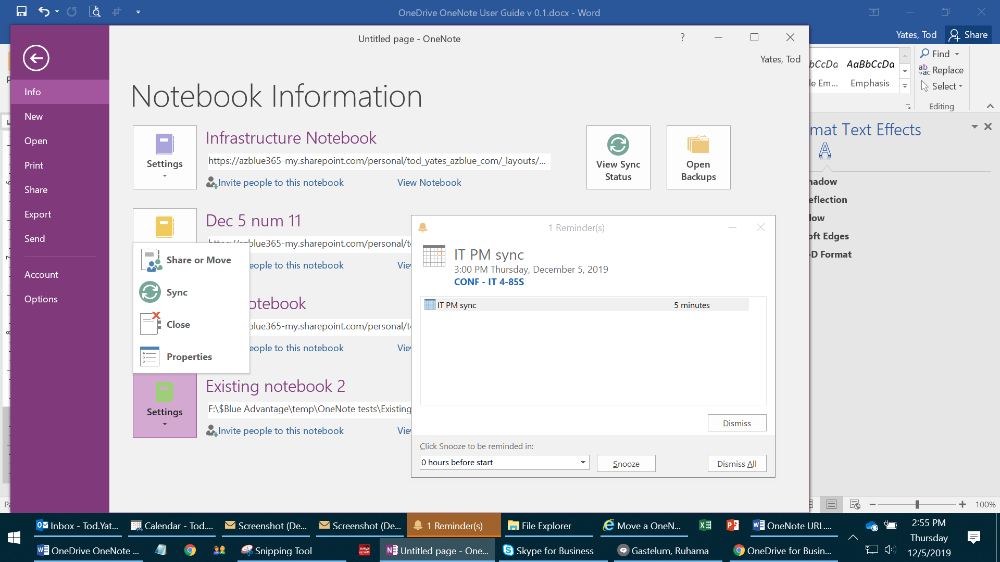 OneDrive OneNote User Guide v 0.1.docx - Word
Yates, Tod
Share
Untitled page - OneNote
?
Yates, Tod
Info
New
Open
Print
Share
Export
Send
Account
Options
Notebook Information
Settings
Infrastructure Notebook
https://azblue365-my.sharepoint.com/personal/tod_yates_azblue_com/_layouts/...
Invite people to this notebook
View Notebook
View Sync
Status
Open
Backups
Dec 5 num 11
blue365-my.sharepoint.com/personal/t
eople to this notebook
Share or Move
Sync
Close
Properties
otebook
blue365-my.sharepoint.com/personal/t
eople to this notebook
Settings
Existing notebook 2
F:\$Blue Advantage\temp\OneNote tests\Existing
Invite people to this notebook
1 Reminder(s)
IT PM sync
3:00 PM Thursday, December 5, 2019
CONF - IT 4-85S
IT PM sync
5 minutes
Dismiss
Click Snooze to be reminded in:
0 hours before start
Snooze
Dismiss All
bCcDd
AaBbCcDd
le Em...
Emphasis
Find
Replace
Select
Editing
mat Text Effects
hadow
eflection
low
oft Edges
-D Format
100%
Inbox - Tod.Yat...
Calendar - Tod....
Screenshot (De...
Screenshot (De...
1 Reminder(s)
File Explorer
Move a OneN...
OneNote URL....
OneDrive OneNote ...
Snipping Tool
Untitled page - One...
Skype for Business
Gastelum, Ruhama
OneDrive for Busin...
2:55 PM
Thursday
12/5/2019